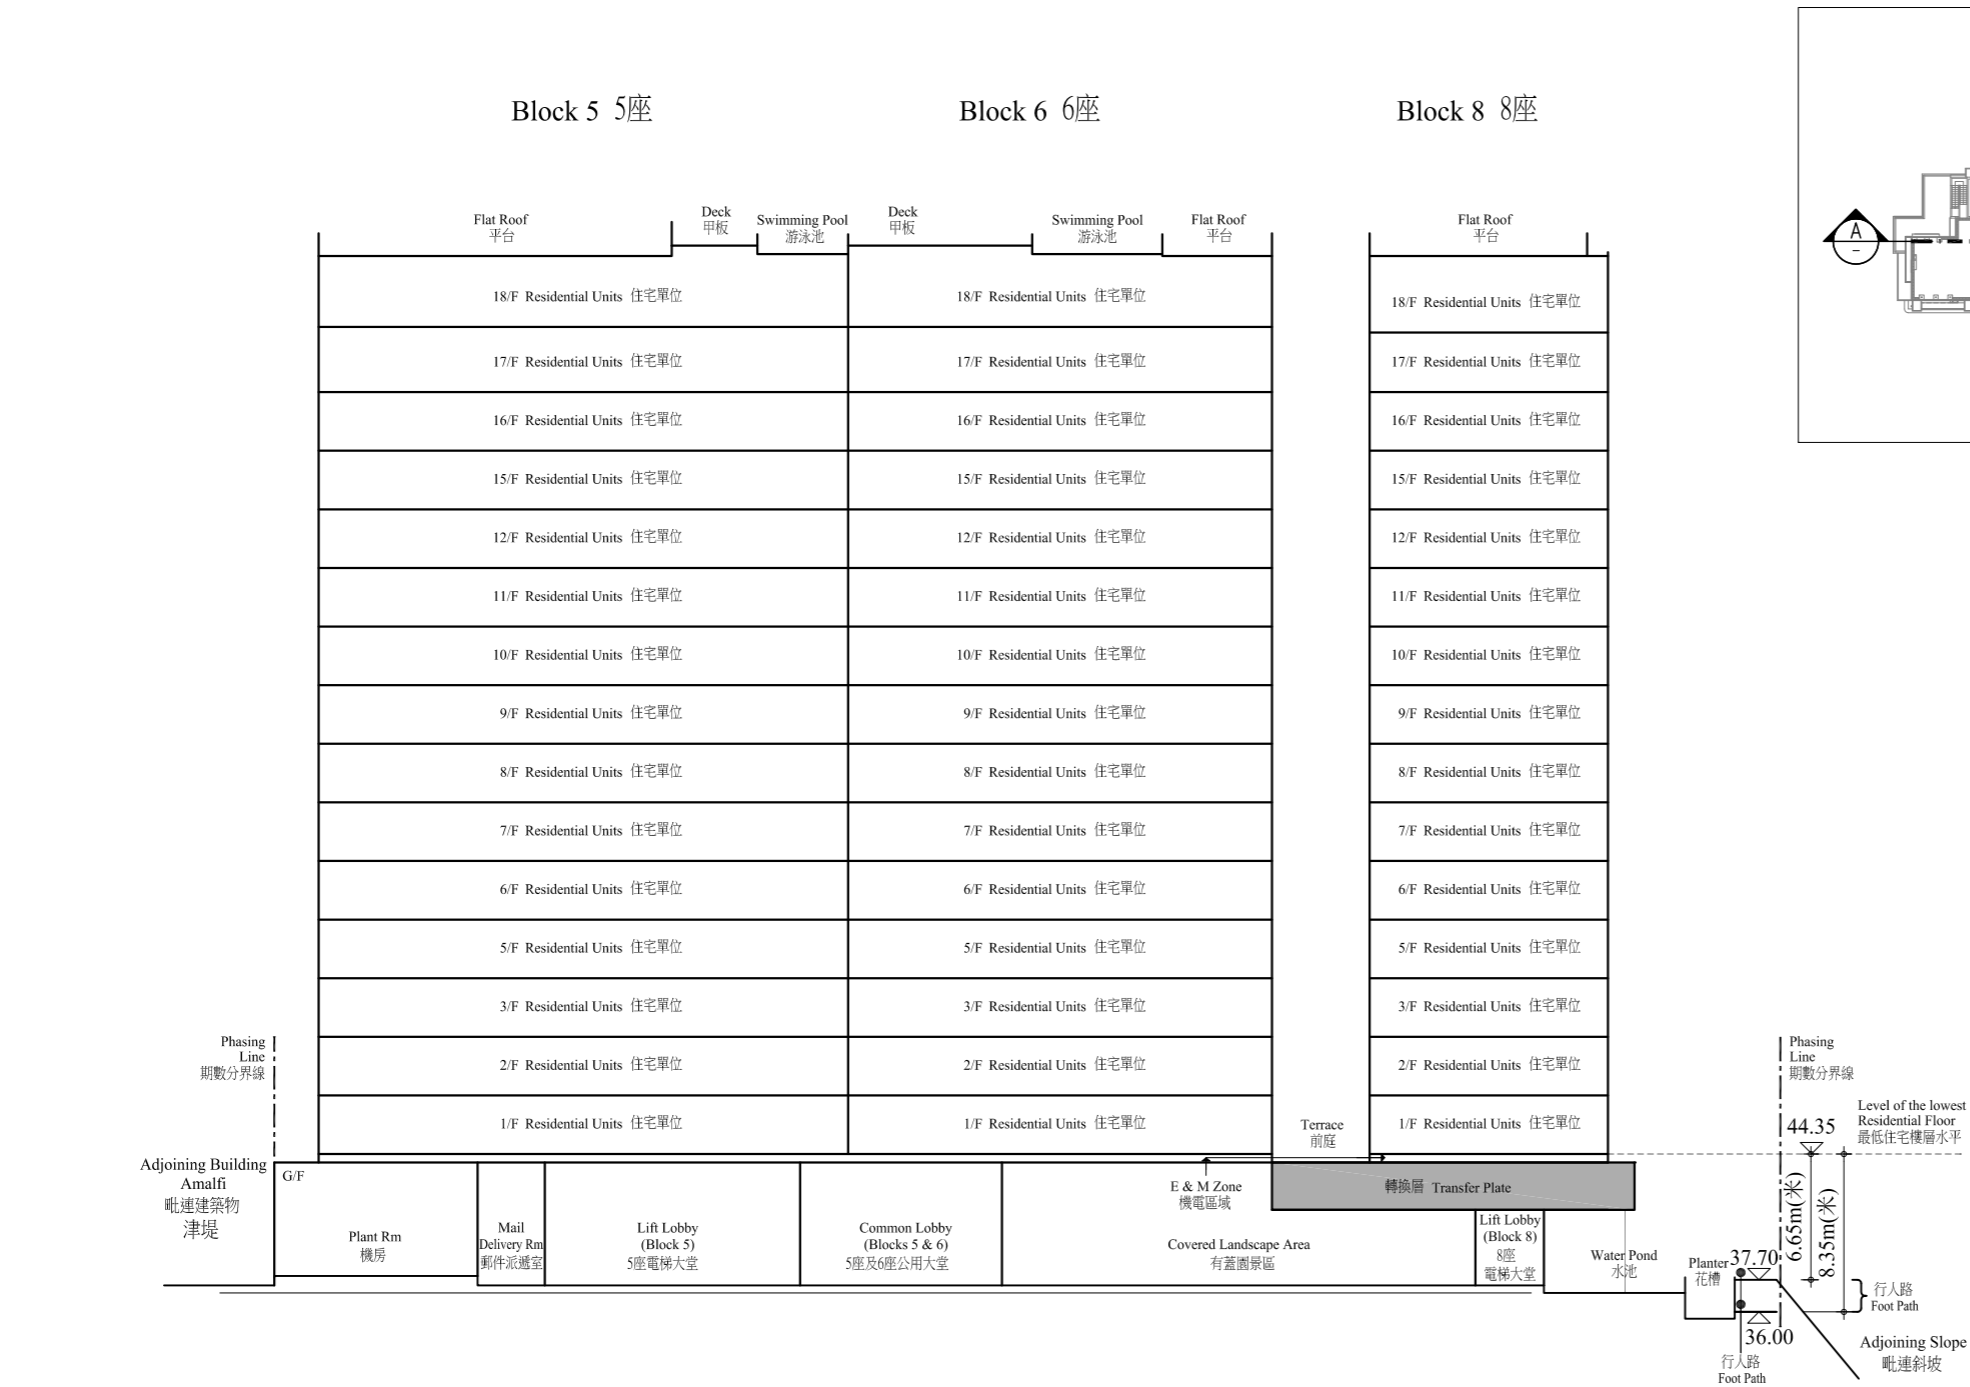 Block 5 5座
Block 6 6座
Block 8 8座
Flat Roof
平台
Deck
甲板
Swimming Pool
游泳池
Deck
甲板
Swimming Pool
游泳池
Flat Roof
平台
Flat Roof
平台
A
18/F Residential Units 住宅單位
18/F Residential Units 住宅單位
18/F Residential Units 住宅單位
17/F Residential Units 住宅單位
17/F Residential Units 住宅單位
17/F Residential Units 住宅單位
16/F Residential Units 住宅單位
16/F Residential Units 住宅單位
16/F Residential Units 住宅單位
15/F Residential Units 住宅單位
15/F Residential Units 住宅單位
15/F Residential Units 住宅單位
12/F Residential Units 住宅單位
12/F Residential Units 住宅單位
12/F Residential Units 住宅單位
11/F Residential Units 住宅單位
11/F Residential Units 住宅單位
11/F Residential Units 住宅單位
10/F Residential Units 住宅單位
10/F Residential Units 住宅單位
10/F Residential Units 住宅單位
9/F Residential Units 住宅單位
9/F Residential Units 住宅單位
9/F Residential Units 住宅單位
8/F Residential Units 住宅單位
8/F Residential Units 住宅單位
8/F Residential Units 住宅單位
7/F Residential Units 住宅單位
7/F Residential Units 住宅單位
7/F Residential Units 住宅單位
6/F Residential Units 住宅單位
6/F Residential Units 住宅單位
6/F Residential Units 住宅單位
5/F Residential Units 住宅單位
5/F Residential Units 住宅單位
5/F Residential Units 住宅單位
3/F Residential Units 住宅單位
3/F Residential Units 住宅單位
3/F Residential Units 住宅單位
2/F Residential Units 住宅單位
2/F Residential Units 住宅單位
2/F Residential Units 住宅單位
1/F Residential Units 住宅單位
1/F Residential Units 住宅單位
1/F Residential Units 住宅單位
Phasing
Line
期數分界線
Terrace
前庭
Phasing
Line
期數分界線
Level of the lowest
Residential Floor
最低住宅樓層水平
44.35
Adjoining Building
Amalfi
毗連建築物
津堤
G/F
Plant Rm
機房
Mail
Delivery Rm
郵件派遞室
Lift Lobby
(Block 5)
5座電梯大堂
Common Lobby
(Blocks 5 & 6)
5座及6座公用大堂
E & M Zone
機電區域
Covered Landscape Area
有蓋園景區
轉換層 Transfer Plate
Lift Lobby
(Block 8)
8座
電梯大堂
Water Pond
水池
Planter
花槽
37.70
6.65m(米)
8.35m(米)
行人路
Foot Path
36.00
行人路
Foot Path
Adjoining Slope
毗連斜坡